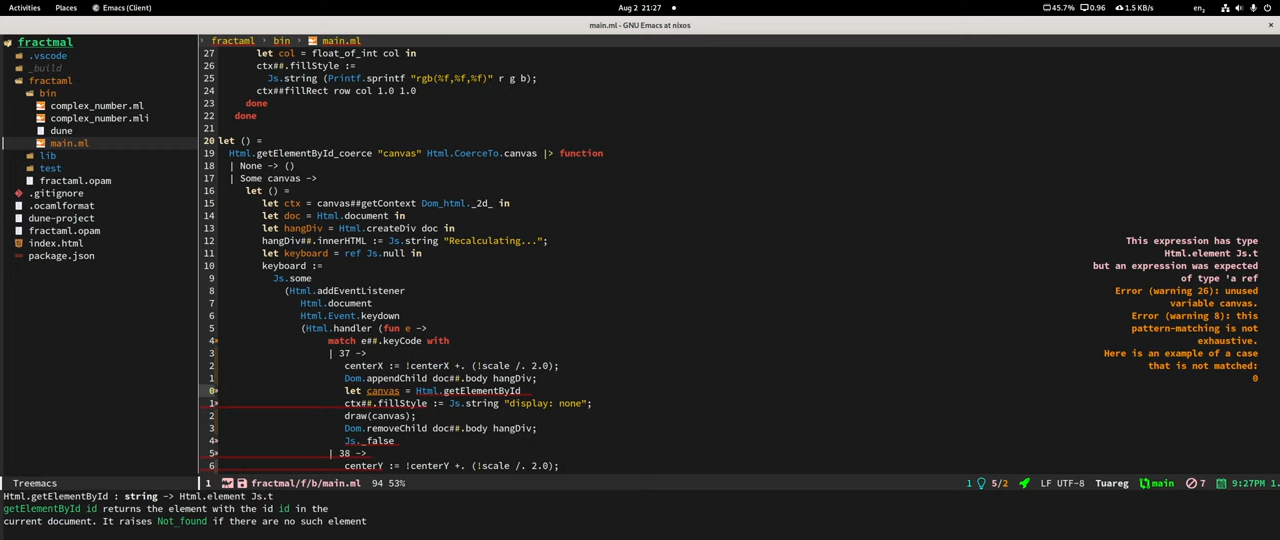 Activities Places Emacs (Client) Aug 2 21:27 45.7% 0.96 1.5 KB/s en₂
main.ml - GNU Emacs at nixos ×
fractmal
.vscode
_build
fractaml
bin
complex_number.ml
complex_number.mli
dune
main.ml
lib
test
fractaml.opam
.gitignore
.ocamlformat
dune-project
fractaml.opam
index.html
package.json
› fractaml › bin › main.ml
27 let col = float_of_int col in
26 ctx##.fillStyle :=
25 Js.string (Printf.sprintf "rgb(%f,%f,%f)" r g b);
24 ctx##fillRect row col 1.0 1.0
23 done
22 done
21
20 let () =
19 Html.getElementById_coerce "canvas" Html.CoerceTo.canvas |> function
18 | None -> ()
17 | Some canvas ->
16 let () =
15 let ctx = canvas##getContext Dom_html._2d_ in
14 let doc = Html.document in
13 let hangDiv = Html.createDiv doc in
12 hangDiv##.innerHTML := Js.string "Recalculating...";
11 let keyboard = ref Js.null in
10 keyboard :=
9 Js.some
8 (Html.addEventListener
7 Html.document
6 Html.Event.keydown
5 (Html.handler (fun e ->
4 match e##.keyCode with
3 | 37 ->
2 centerX := !centerX +. (!scale /. 2.0);
1 Dom.appendChild doc##.body hangDiv;
0 let canvas = Html.getElementById
1 ctx##.fillStyle := Js.string "display: none";
2 draw(canvas);
3 Dom.removeChild doc##.body hangDiv;
4 Js._false
5 | 38 ->
6 centerY := !centerY +. (!scale /. 2.0);
This expression has type
Html.element Js.t
but an expression was expected
of type 'a ref
Error (warning 26): unused
variable canvas.
Error (warning 8): this
pattern-matching is not
exhaustive.
Here is an example of a case
that is not matched:
0
Treemacs 1 fractmal/f/b/main.ml 94 53% 1 5/2 LF UTF-8 Tuareg main 7 9:27PM 1.
Html.getElementById : string -> Html.element Js.t
getElementById id returns the element with the id id in the
current document. It raises Not_found if there are no such element